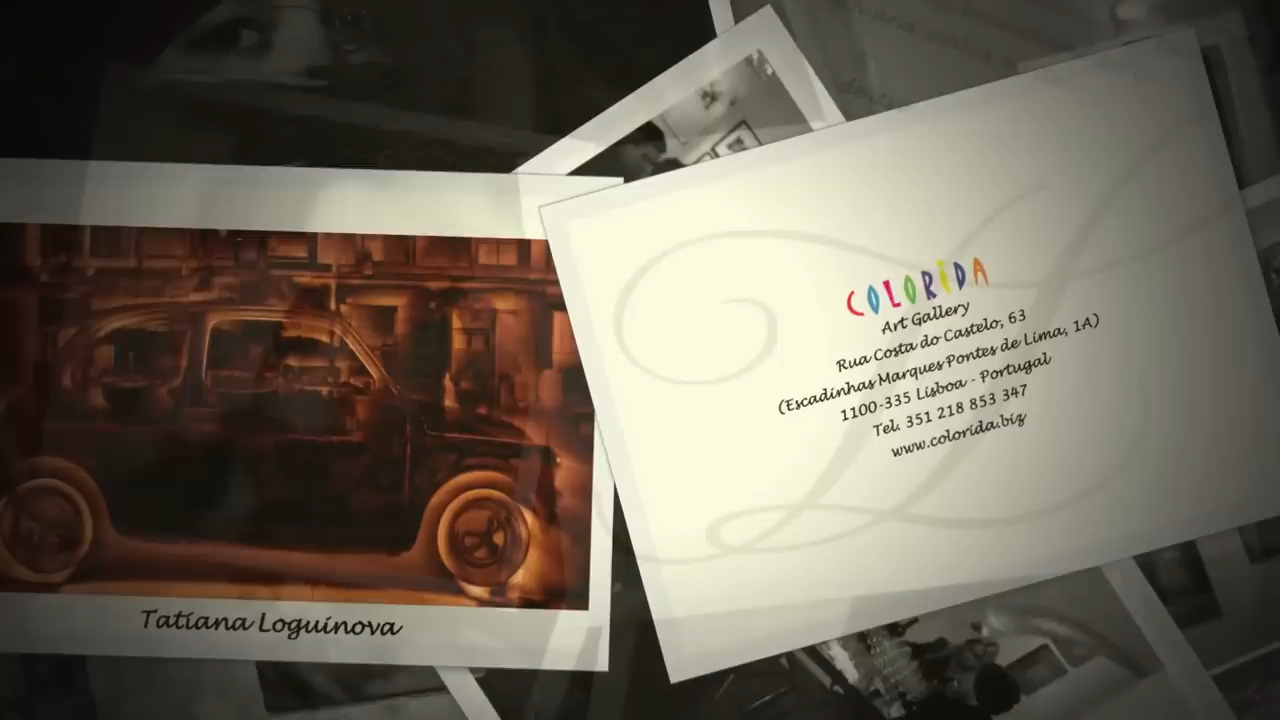 Tatiana Loguinova
COLORIDA
Art Gallery
Rua Costa do Castelo, 63
(Escadinhas Marques Pontes de Lima, 1A)
1100-335 Lisboa - Portugal
Tel. 351 218 853 347
www.colorida.biz